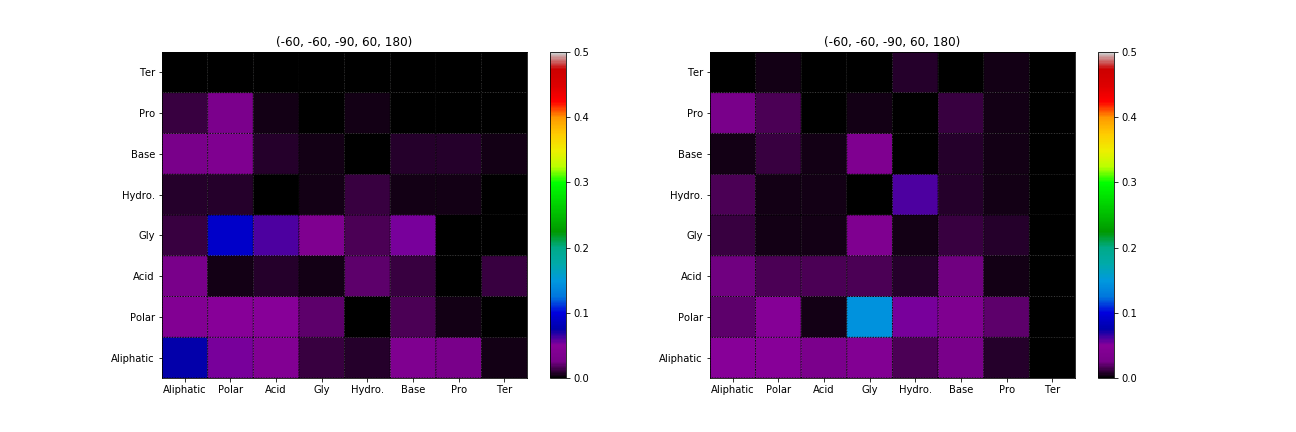 (-60, -60, -90, 60, 180)
Ter
Pro
Base
Hydro.
Gly
Acid
Polar
Aliphatic
Aliphatic Polar Acid Gly Hydro. Base Pro Ter
0.5
0.4
0.3
0.2
0.1
0.0
(-60, -60, -90, 60, 180)
Ter
Pro
Base
Hydro.
Gly
Acid
Polar
Aliphatic
Aliphatic Polar Acid Gly Hydro. Base Pro Ter
0.5
0.4
0.3
0.2
0.1
0.0